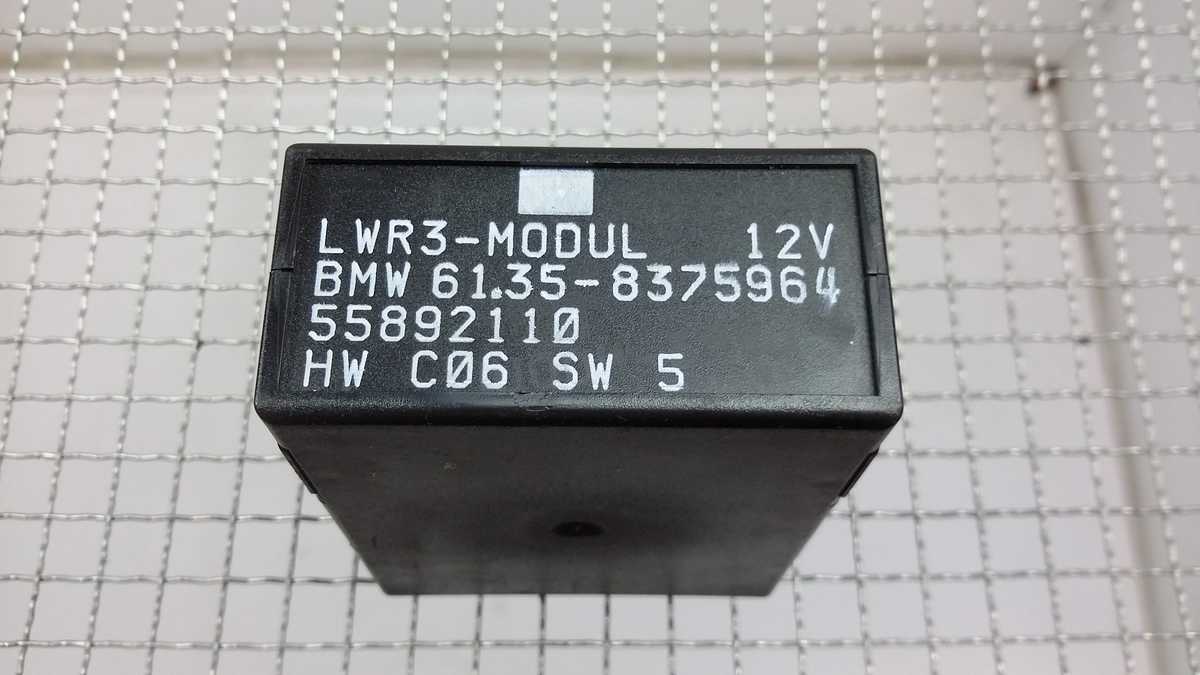 LWR3-MODUL 12V
BMW 61.35-8375964
55892110
HW C06 SW 5